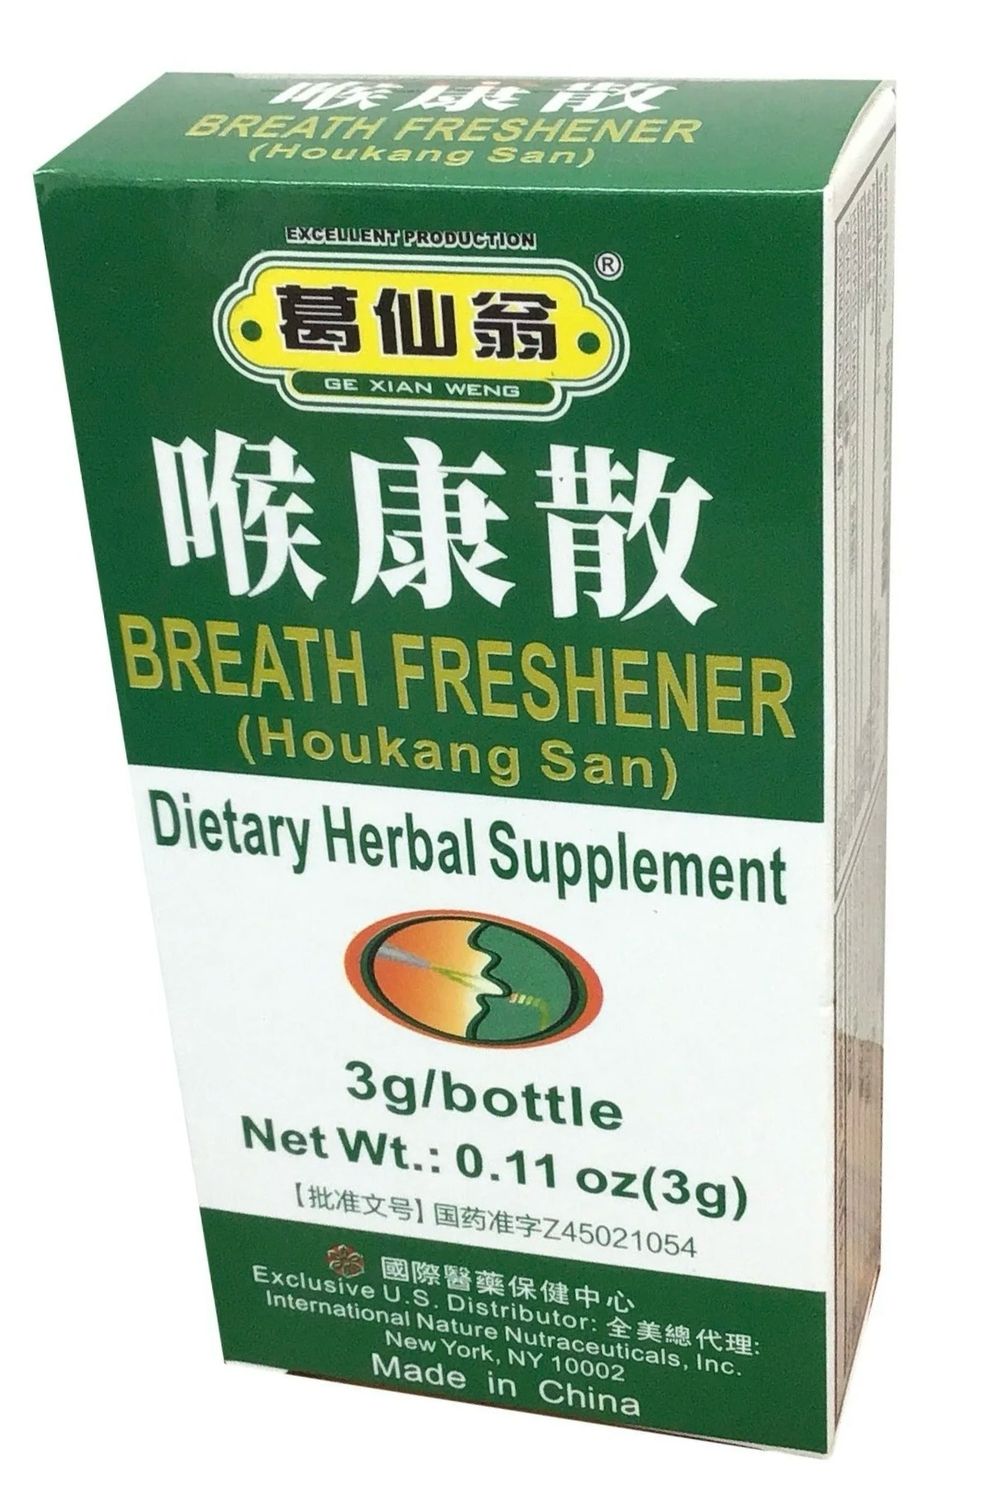 喉康散
BREATH FRESHENER
(Houkang San)
EXCELLENT PRODUCTION
®
葛仙翁
GE XIAN WENG
喉康散
BREATH FRESHENER
(Houkang San)
Dietary Herbal Supplement
3g/bottle
Net Wt.: 0.11 oz(3g)
【批准文号】国药准字Z45021054
國際醫藥保健中心
Exclusive U.S. Distributor: 全美總代理:
International Nature Nutraceuticals, Inc.
New York, NY 10002
Made in China